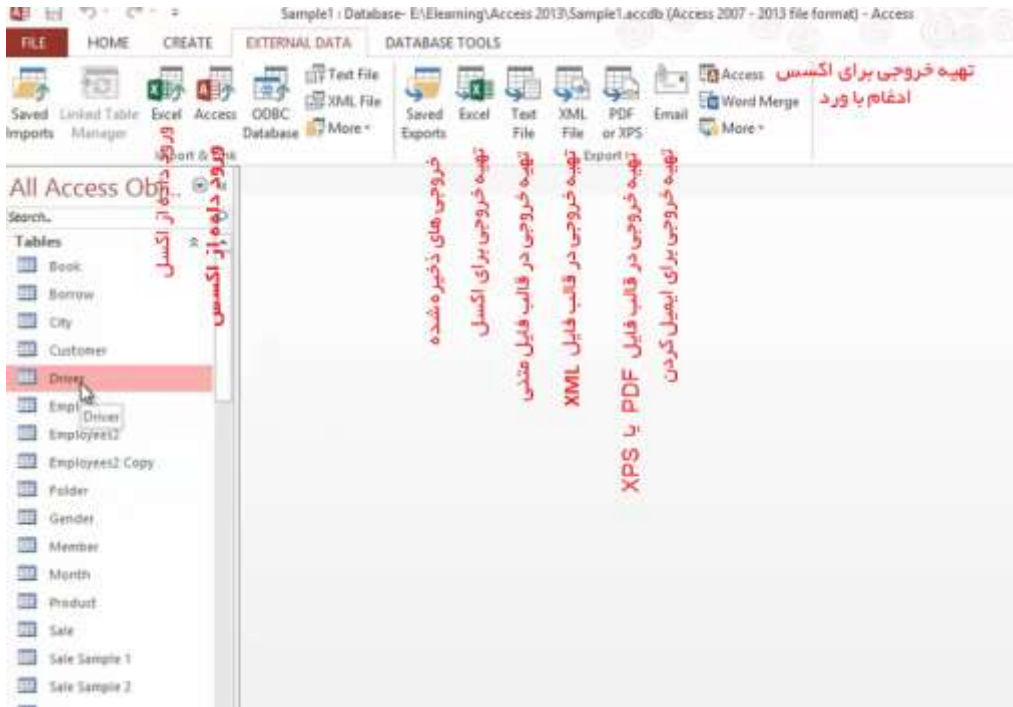 Sample1 : Database- E:\Elearning\Access 2013\Sample1.accdb (Access 2007 - 2013 file format) - Access
FILE HOME CREATE EXTERNAL DATA DATABASE TOOLS
Saved Imports
Linked Table Manager
Excel
Access
ODBC Database
Text File
XML File
More
Saved Exports
Excel
Text File
XML File
PDF or XPS
Email
Access
Word Merge
More
تهیه خروجی برای اکسس
ادغام با ورد
Export
ورود داده از اکسل
ورود داده از اکسس
خروجی های ذخیره شده
تهیه خروجی برای اکسل
تهیه خروجی در قالب فایل متنی
تهیه خروجی در قالب فایل XML
تهیه خروجی در قالب فایل PDF یا XPS
تهیه خروجی برای ایمیل کردن
All Access Ob...
Search..
Tables
Book
Borrow
City
Customer
Driver
Empl
Driver
Employees2
Employees2 Copy
Folder
Gender
Member
Month
Product
Sale
Sale Sample 1
Sale Sample 2